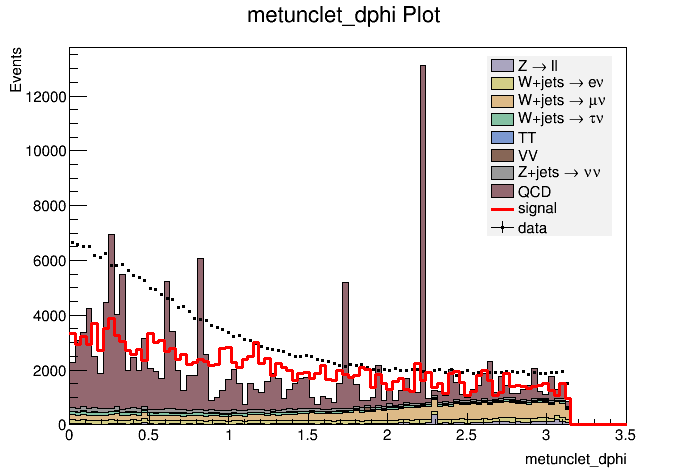 metunclet_dphi Plot
Events
12000
10000
8000
6000
4000
2000
0
0 0.5 1 1.5 2 2.5 3 3.5
metunclet_dphi
Z → ll
W+jets → eν
W+jets → μν
W+jets → τν
TT
VV
Z+jets → νν
QCD
signal
data